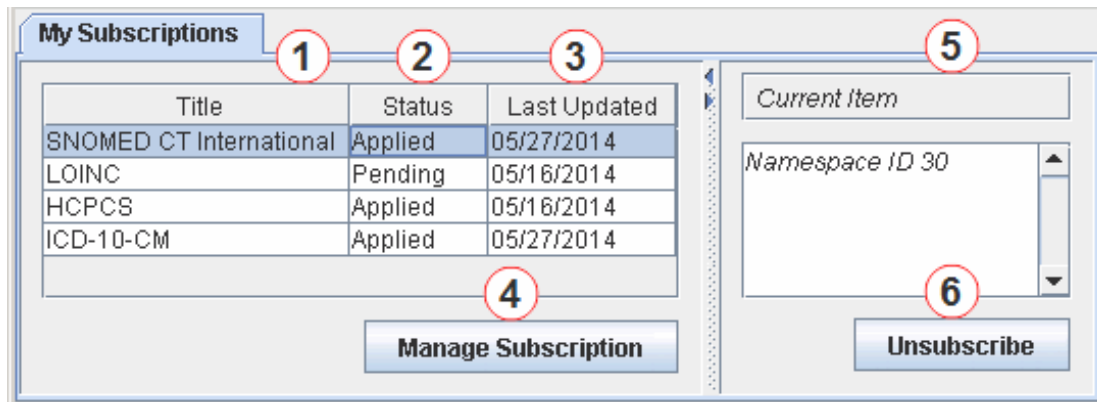 My Subscriptions
1 2 3 5
Title Status Last Updated
Current Item
SNOMED CT International Applied 05/27/2014
LOINC Pending 05/16/2014
HCPCS Applied 05/16/2014
ICD-10-CM Applied 05/27/2014
Namespace ID 30
4 6
Manage Subscription
Unsubscribe